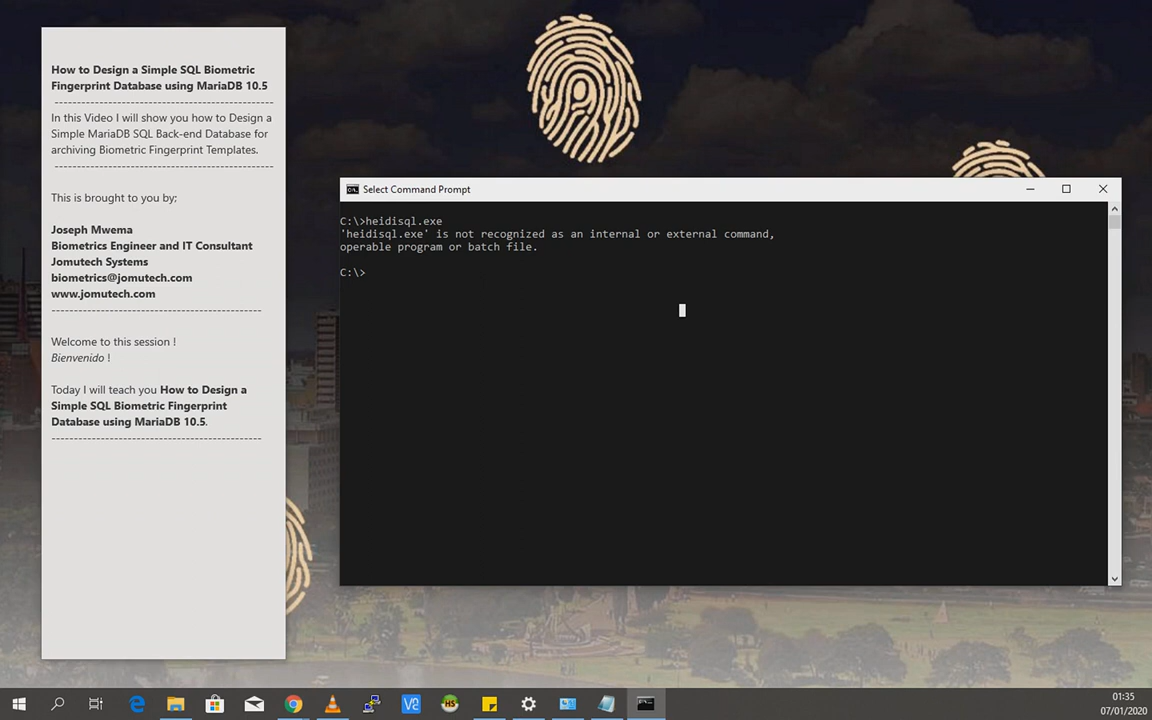 How to Design a Simple SQL Biometric
Fingerprint Database using MariaDB 10.5
---------------------------------------------------------
In this Video I will show you how to Design a
Simple MariaDB SQL Back-end Database for
archiving Biometric Fingerprint Templates.
---------------------------------------------------------
This is brought to you by;
Joseph Mwema
Biometrics Engineer and IT Consultant
Jomutech Systems
biometrics@jomutech.com
www.jomutech.com
-------------------------------------------------------
Welcome to this session !
Bienvenido !
Today I will teach you How to Design a
Simple SQL Biometric Fingerprint
Database using MariaDB 10.5.
-------------------------------------------------------
Select Command Prompt
C:\>heidisql.exe
'heidisql.exe' is not recognized as an internal or external command,
operable program or batch file.
C:\>
HS
01:35
07/01/2020